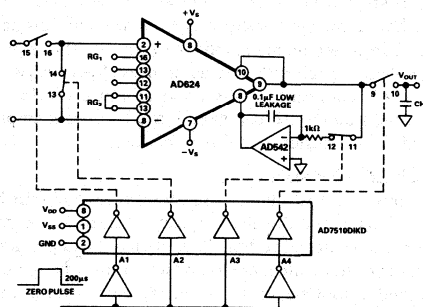 +VS
8
15
16
2
+
RG1
16
13
12
11
13
RG2
8
−
14
13
AD624
10
9
8
7
−VS
0.1µF LOW
LEAKAGE
AD542
−
+
1kΩ
12
11
9
10
VOUT
CH
VDD
8
VSS
1
GND
2
AD7510DIKD
A1
A2
A3
A4
200µs
ZERO PULSE